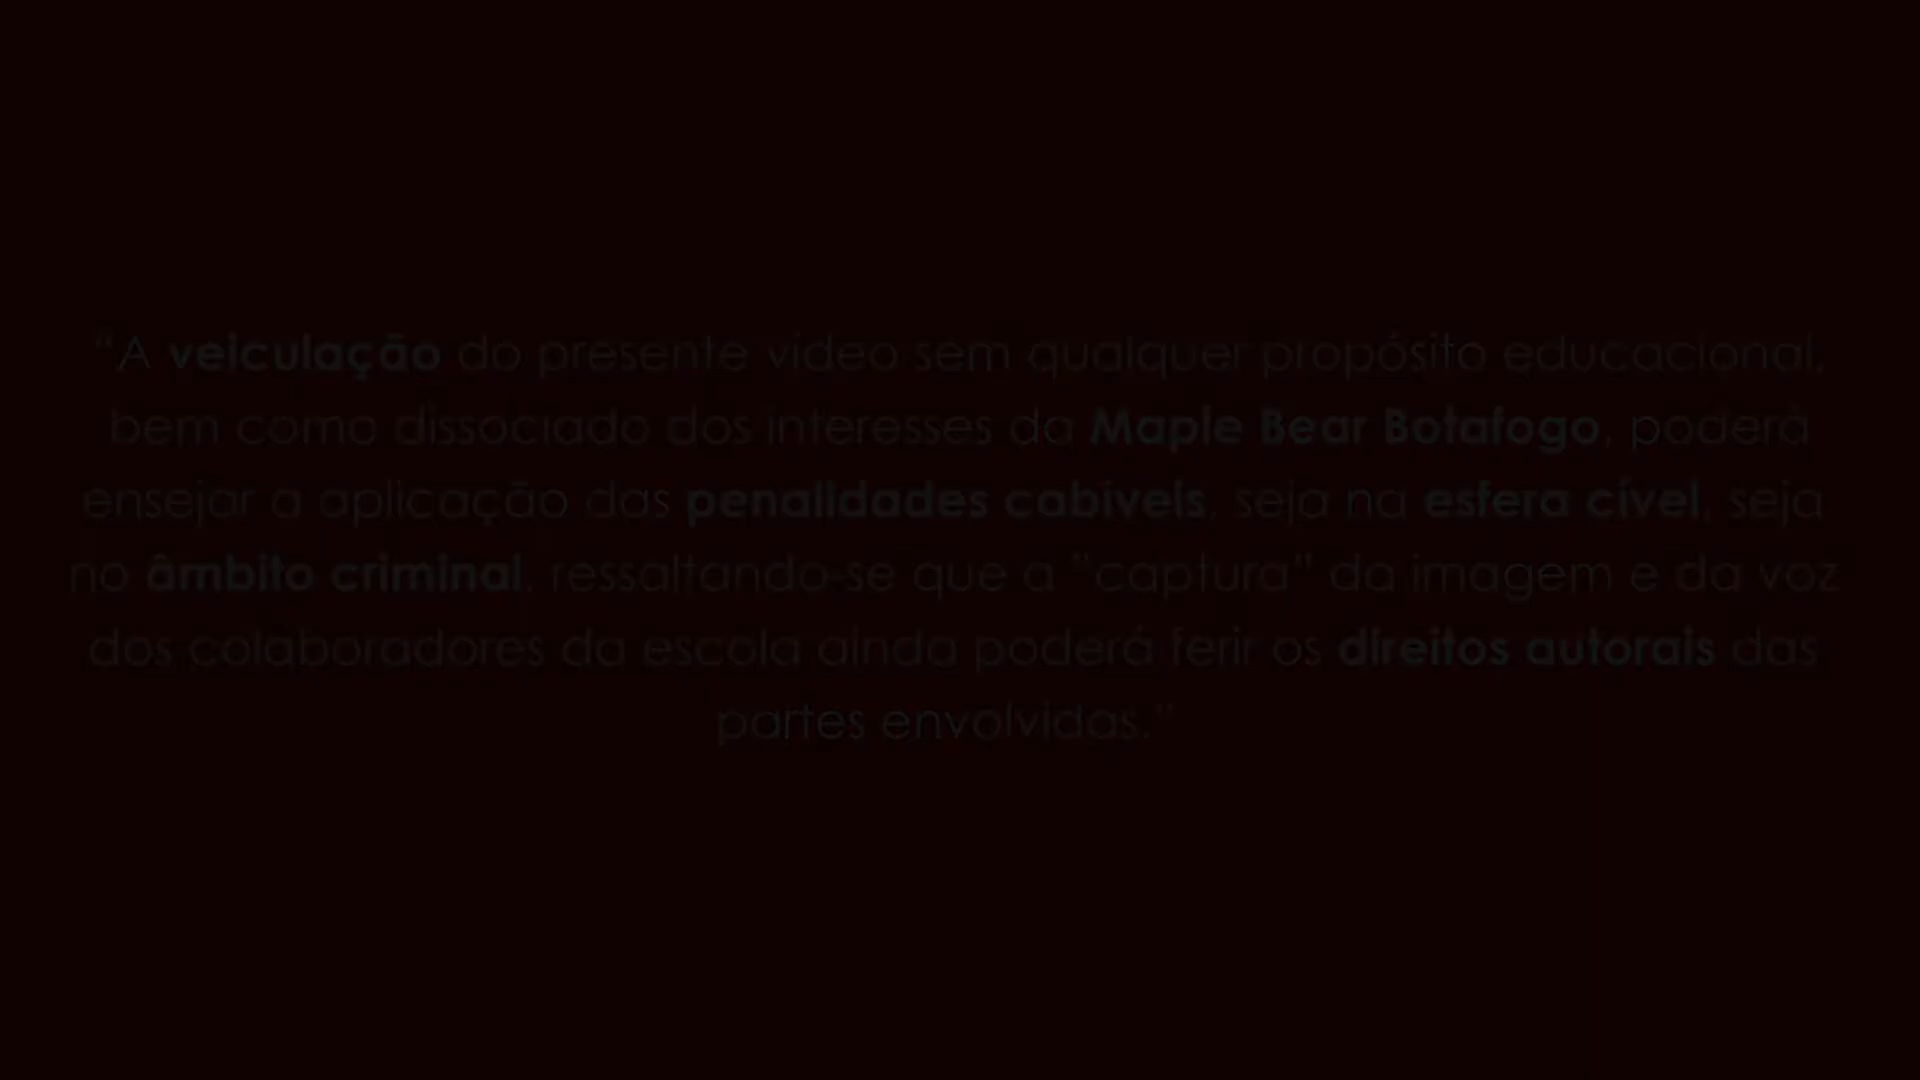 “A veiculação do presente vídeo sem qualquer propósito educacional,
bem como dissociado dos interesses da Maple Bear Botafogo, poderá
ensejar a aplicação das penalidades cabíveis, seja na esfera cível, seja
no âmbito criminal, ressaltando-se que a "captura" da imagem e da voz
dos colaboradores da escola ainda poderá ferir os direitos autorais das
partes envolvidas.”